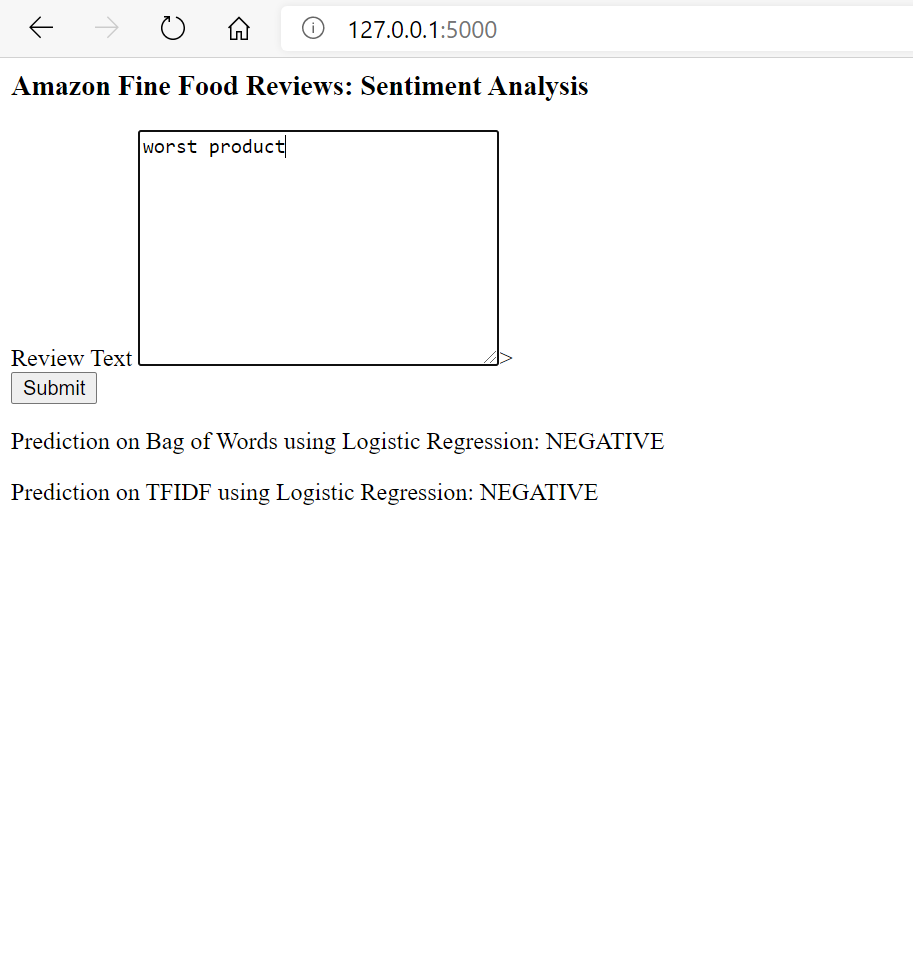 127.0.0.1:5000
Amazon Fine Food Reviews: Sentiment Analysis
worst product
Review Text >
Submit
Prediction on Bag of Words using Logistic Regression: NEGATIVE
Prediction on TFIDF using Logistic Regression: NEGATIVE